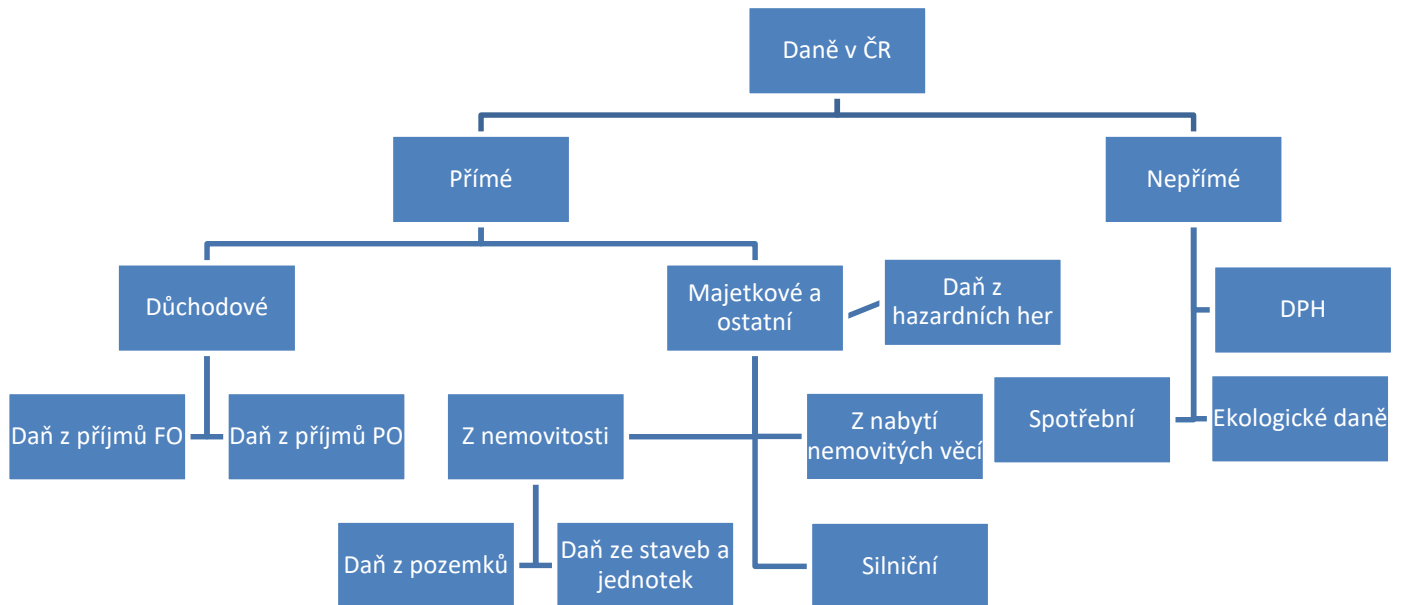 Daně v ČR
Přímé
Nepřímé
Důchodové
Majetkové a
ostatní
Daň z
hazardních her
DPH
Daň z příjmů FO
Daň z příjmů PO
Z nemovitosti
Z nabytí
nemovitých věcí
Spotřební
Ekologické daně
Daň z pozemků
Daň ze staveb a
jednotek
Silniční